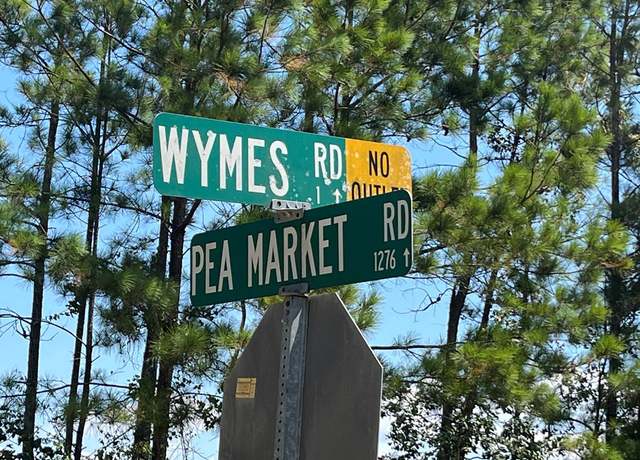 WYMES RD
1 ↑
NO
OUTLET
PEA MARKET RD
1276 ↑